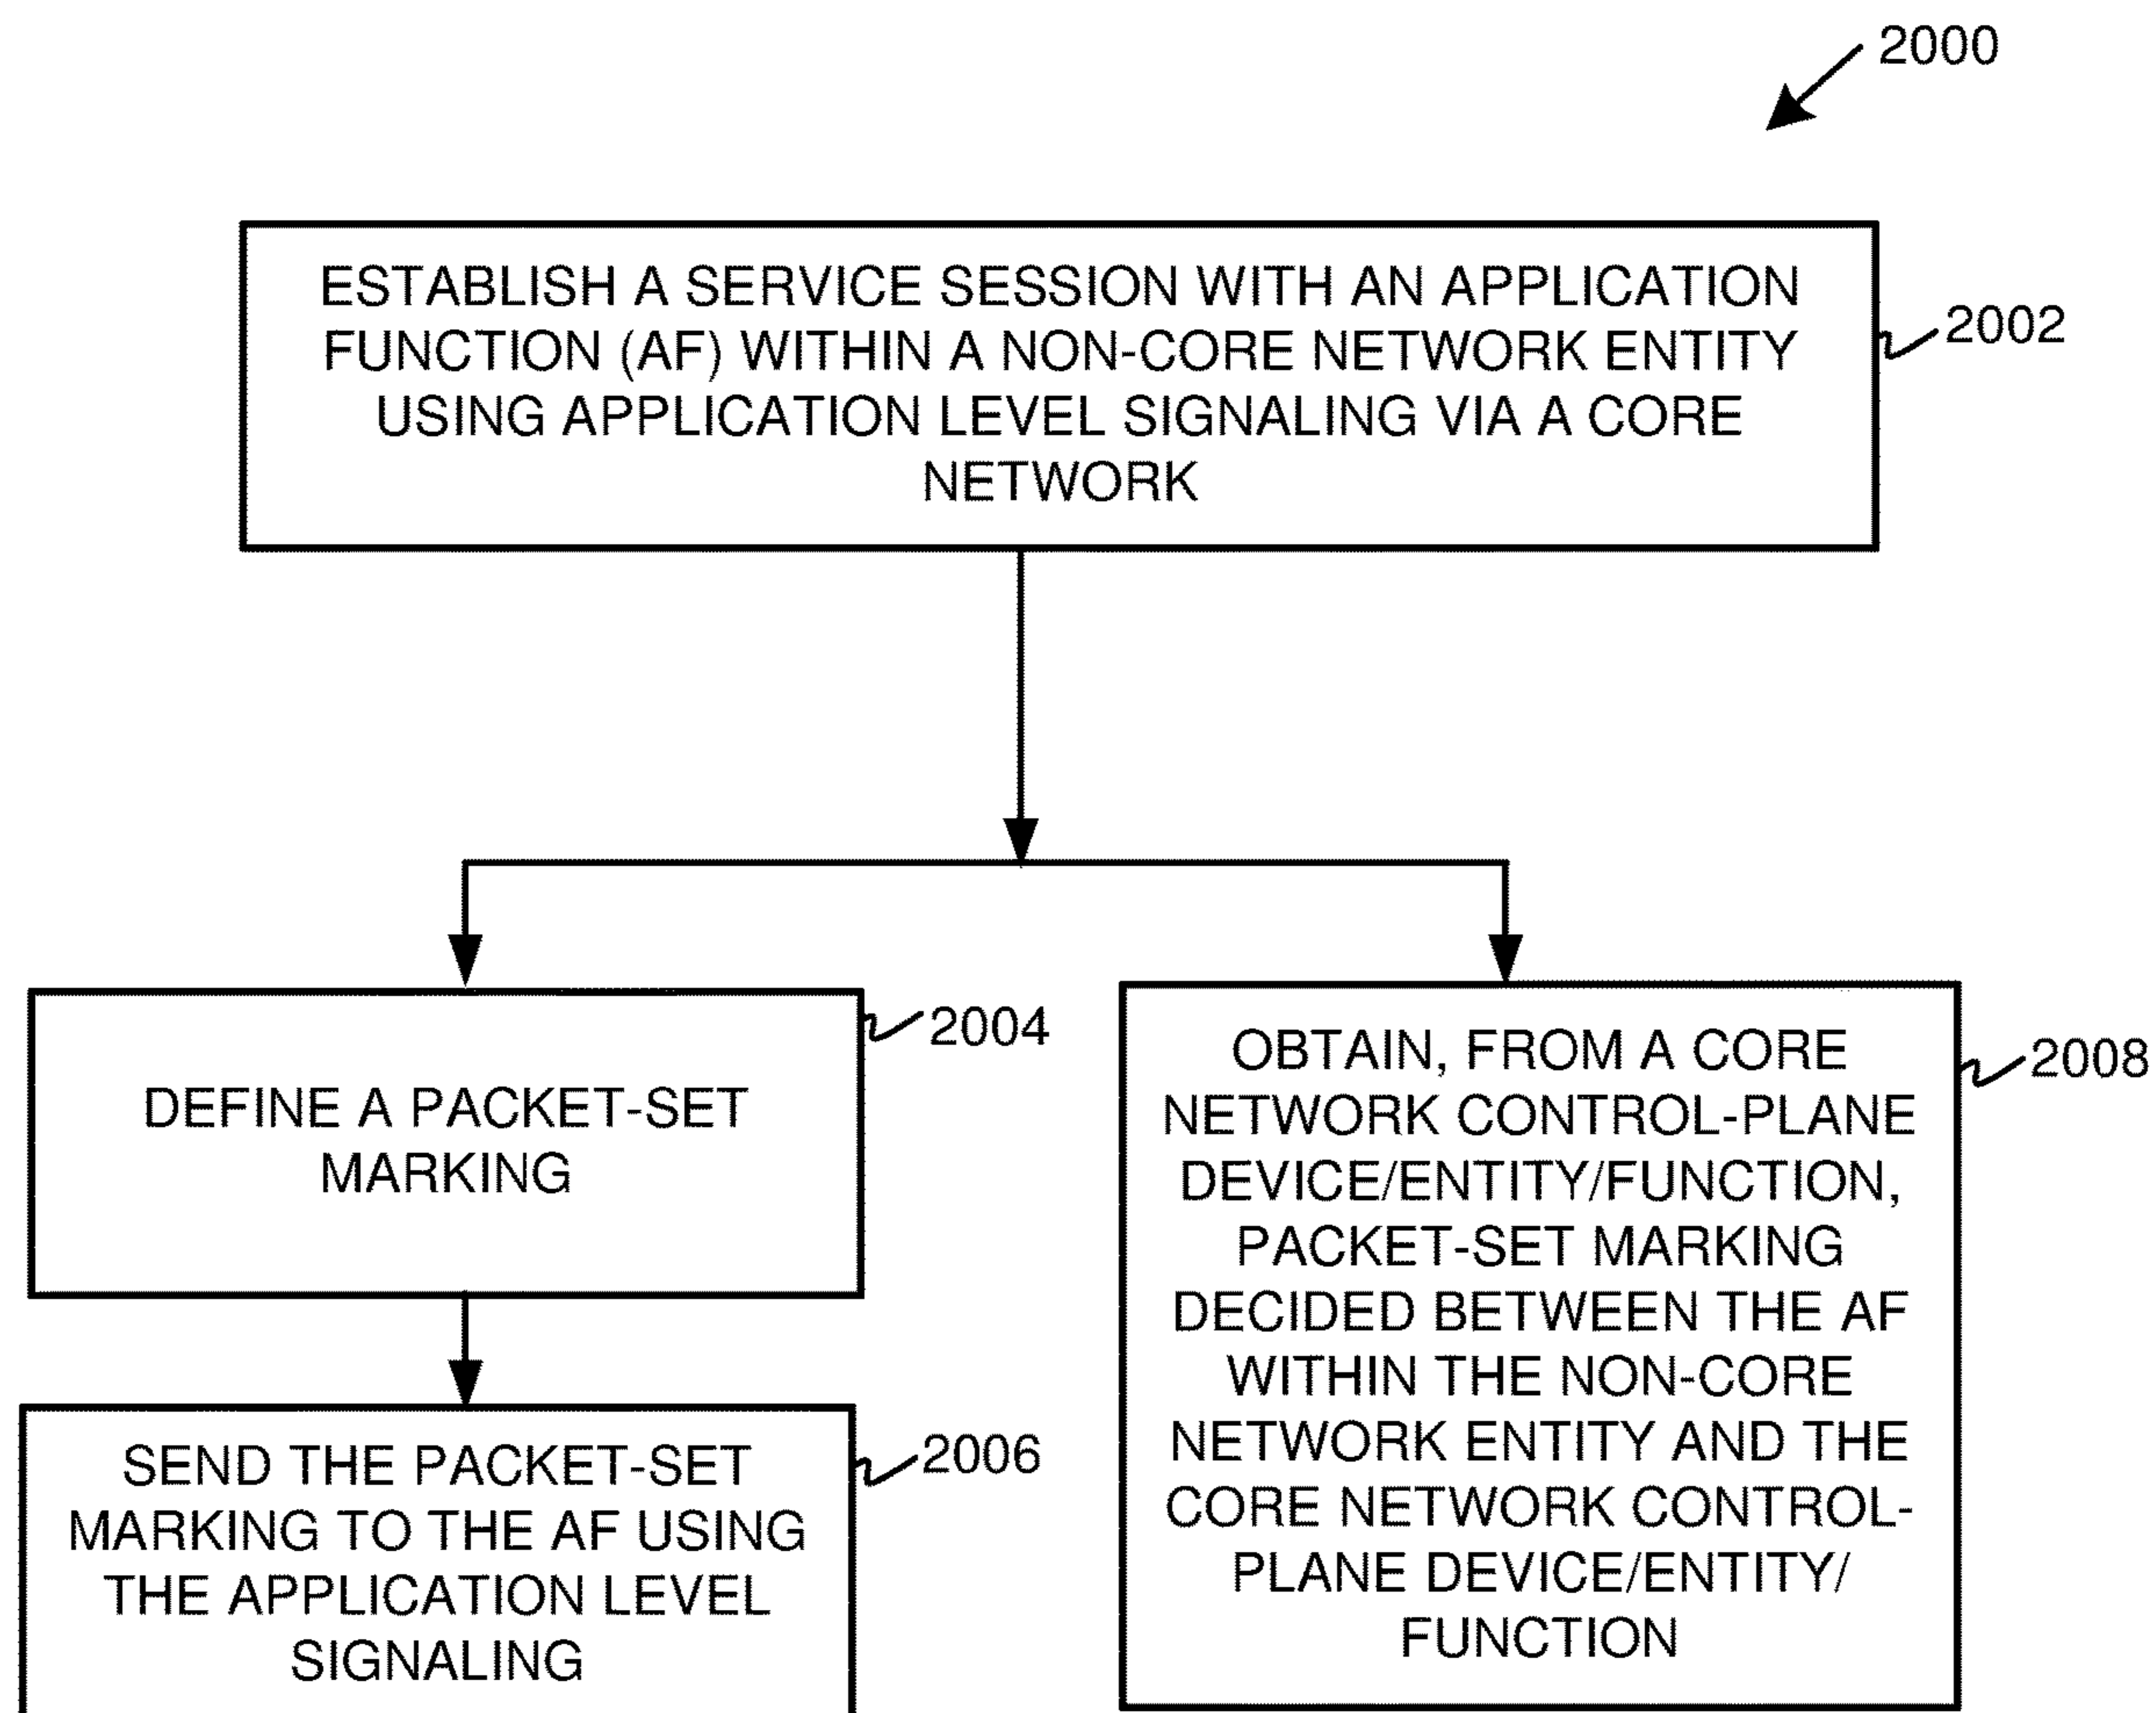 2000
ESTABLISH A SERVICE SESSION WITH AN APPLICATION
FUNCTION (AF) WITHIN A NON-CORE NETWORK ENTITY
USING APPLICATION LEVEL SIGNALING VIA A CORE
NETWORK
2002
DEFINE A PACKET-SET
MARKING
2004
SEND THE PACKET-SET
MARKING TO THE AF USING
THE APPLICATION LEVEL
SIGNALING
2006
OBTAIN, FROM A CORE
NETWORK CONTROL-PLANE
DEVICE/ENTITY/FUNCTION,
PACKET-SET MARKING
DECIDED BETWEEN THE AF
WITHIN THE NON-CORE
NETWORK ENTITY AND THE
CORE NETWORK CONTROL-
PLANE DEVICE/ENTITY/
FUNCTION
2008